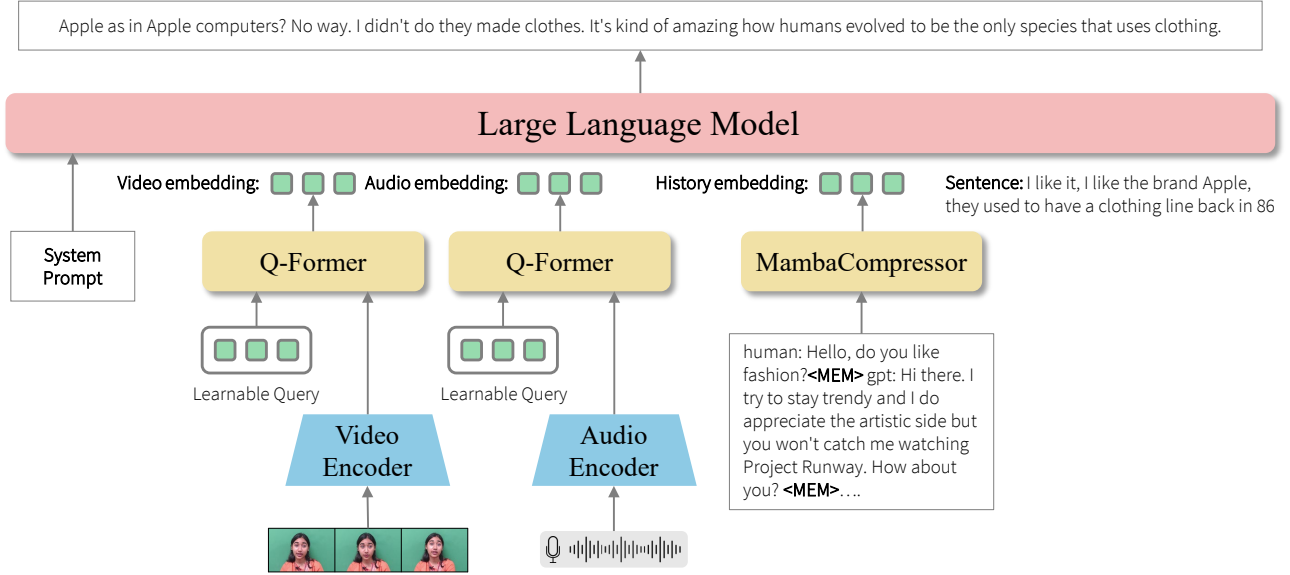 Apple as in Apple computers? No way. I didn't do they made clothes. It's kind of amazing how humans evolved to be the only species that uses clothing.
Large Language Model
Video embedding:
Audio embedding:
History embedding:
Sentence: I like it, I like the brand Apple,
they used to have a clothing line back in 86
System
Prompt
Q-Former
Q-Former
MambaCompressor
Learnable Query
Learnable Query
human: Hello, do you like
fashion?<MEM> gpt: Hi there. I
try to stay trendy and I do
appreciate the artistic side but
you won't catch me watching
Project Runway. How about
you? <MEM>….
Video
Encoder
Audio
Encoder